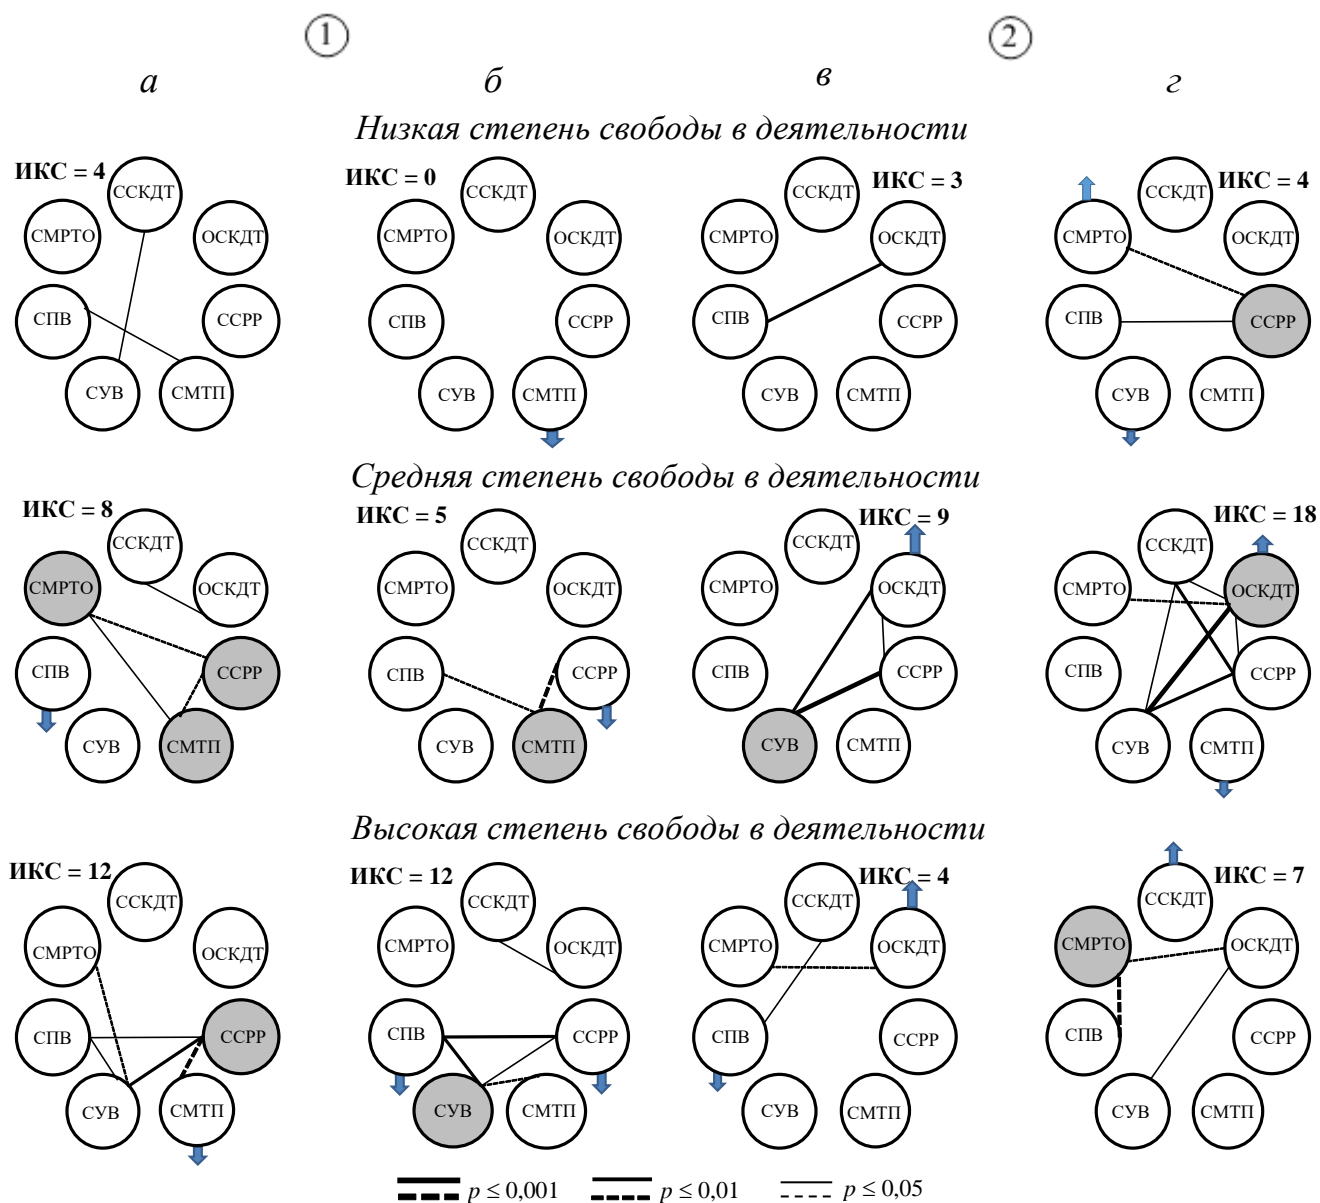 1 2
а б в г
Низкая степень свободы в деятельности
ИКС = 4 ССКДТ ИКС = 0 ССКДТ ССКДТ ИКС = 3 ССКДТ ИКС = 4
СМРТО ОСКДТ СМРТО ОСКДТ СМРТО ОСКДТ СМРТО ОСКДТ
СПВ ССРР СПВ ССРР СПВ ССРР СПВ ССРР
СУВ СМТП СУВ СМТП СУВ СМТП СУВ СМТП
Средняя степень свободы в деятельности
ИКС = 8 ССКДТ ИКС = 5 ССКДТ ССКДТ ИКС = 9 ССКДТ ИКС = 18
СМРТО ОСКДТ СМРТО ОСКДТ СМРТО ОСКДТ СМРТО ОСКДТ
СПВ ССРР СПВ ССРР СПВ ССРР СПВ ССРР
СУВ СМТП СУВ СМТП СУВ СМТП СУВ СМТП
Высокая степень свободы в деятельности
ИКС = 12 ССКДТ ИКС = 12 ССКДТ ССКДТ ИКС = 4 ССКДТ ИКС = 7
СМРТО ОСКДТ СМРТО ОСКДТ СМРТО ОСКДТ СМРТО ОСКДТ
СПВ ССРР СПВ ССРР СПВ ССРР СПВ ССРР
СУВ СМТП СУВ СМТП СУВ СМТП СУВ СМТП
p ≤ 0,001 p ≤ 0,01 p ≤ 0,05